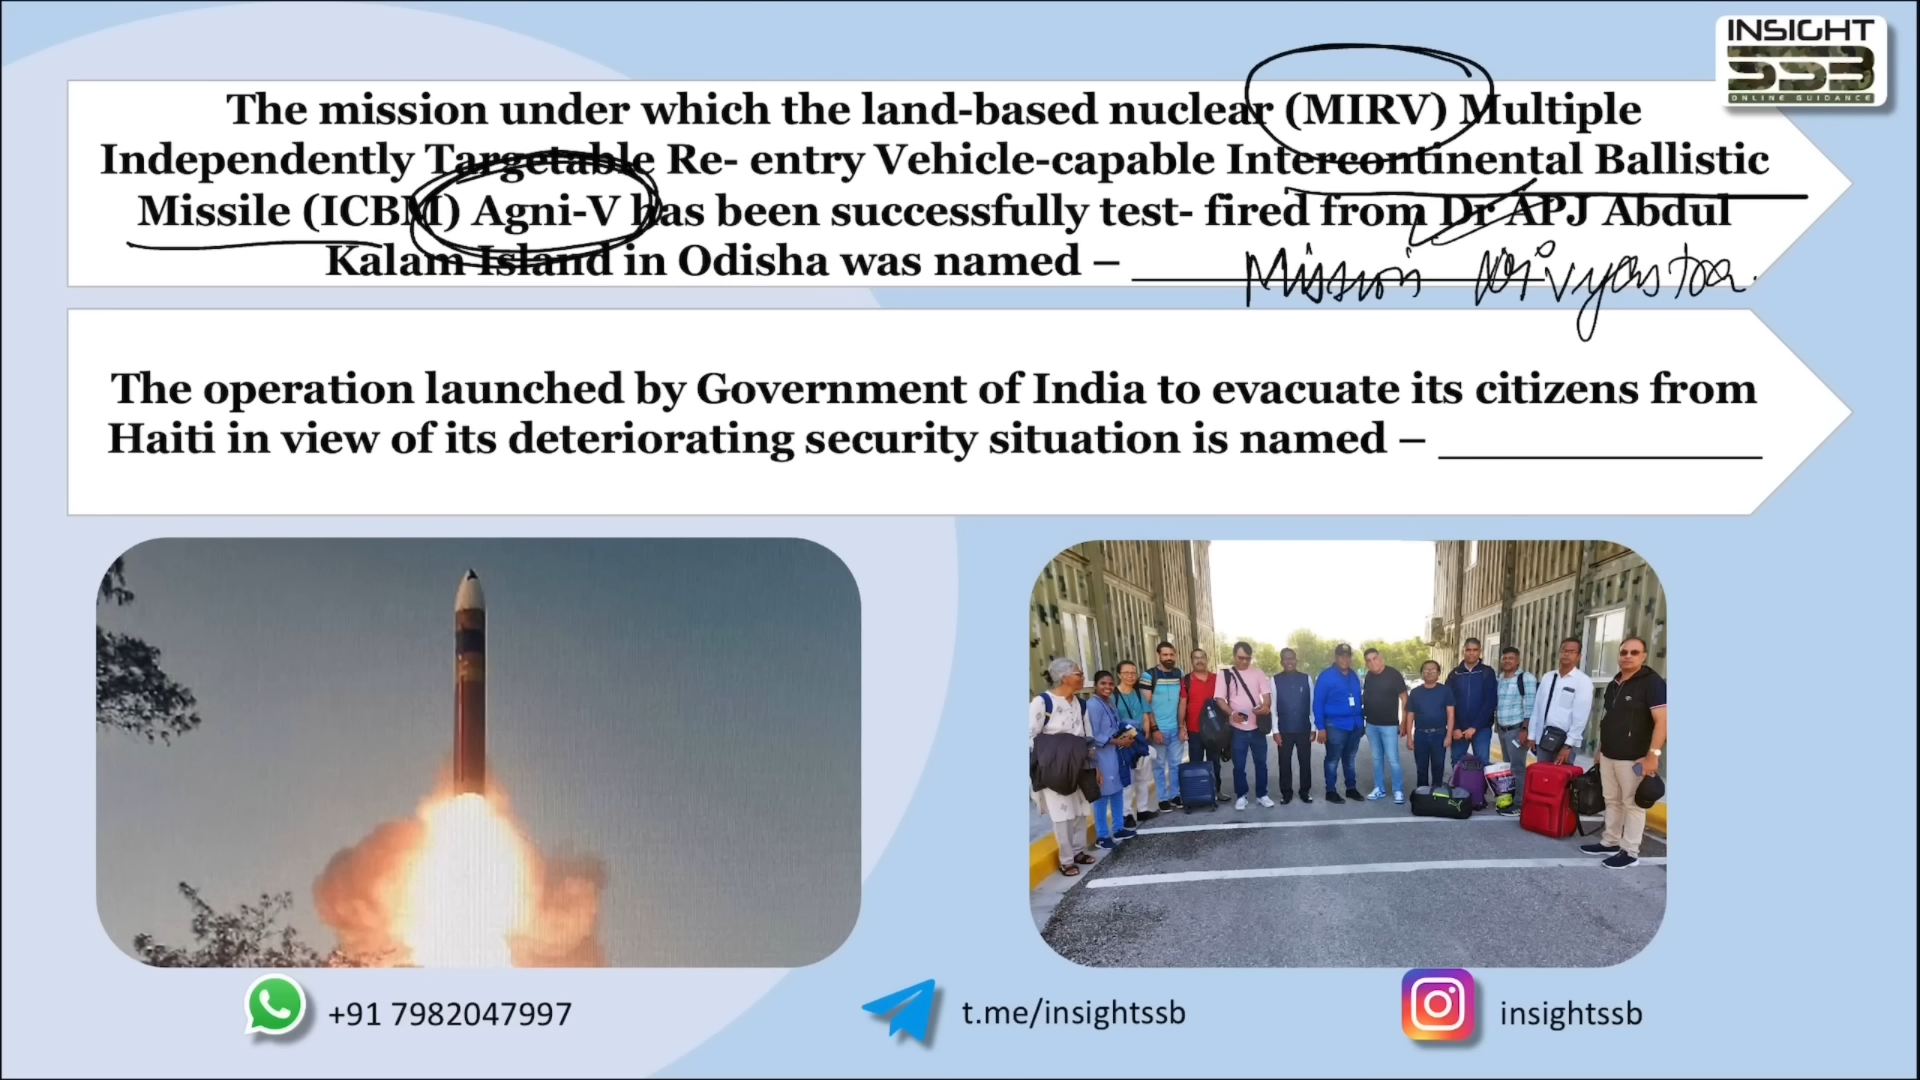 INSIGHT
SSB
ONLINE GUIDANCE
The mission under which the land-based nuclear (MIRV) Multiple
Independently Targetable Re- entry Vehicle-capable Intercontinental Ballistic
Missile (ICBM) Agni-V has been successfully test- fired from Dr APJ Abdul
Kalam Island in Odisha was named – ____________ Mission Divyastra.
The operation launched by Government of India to evacuate its citizens from
Haiti in view of its deteriorating security situation is named – ______________
+91 7982047997
t.me/insightssb
insightssb